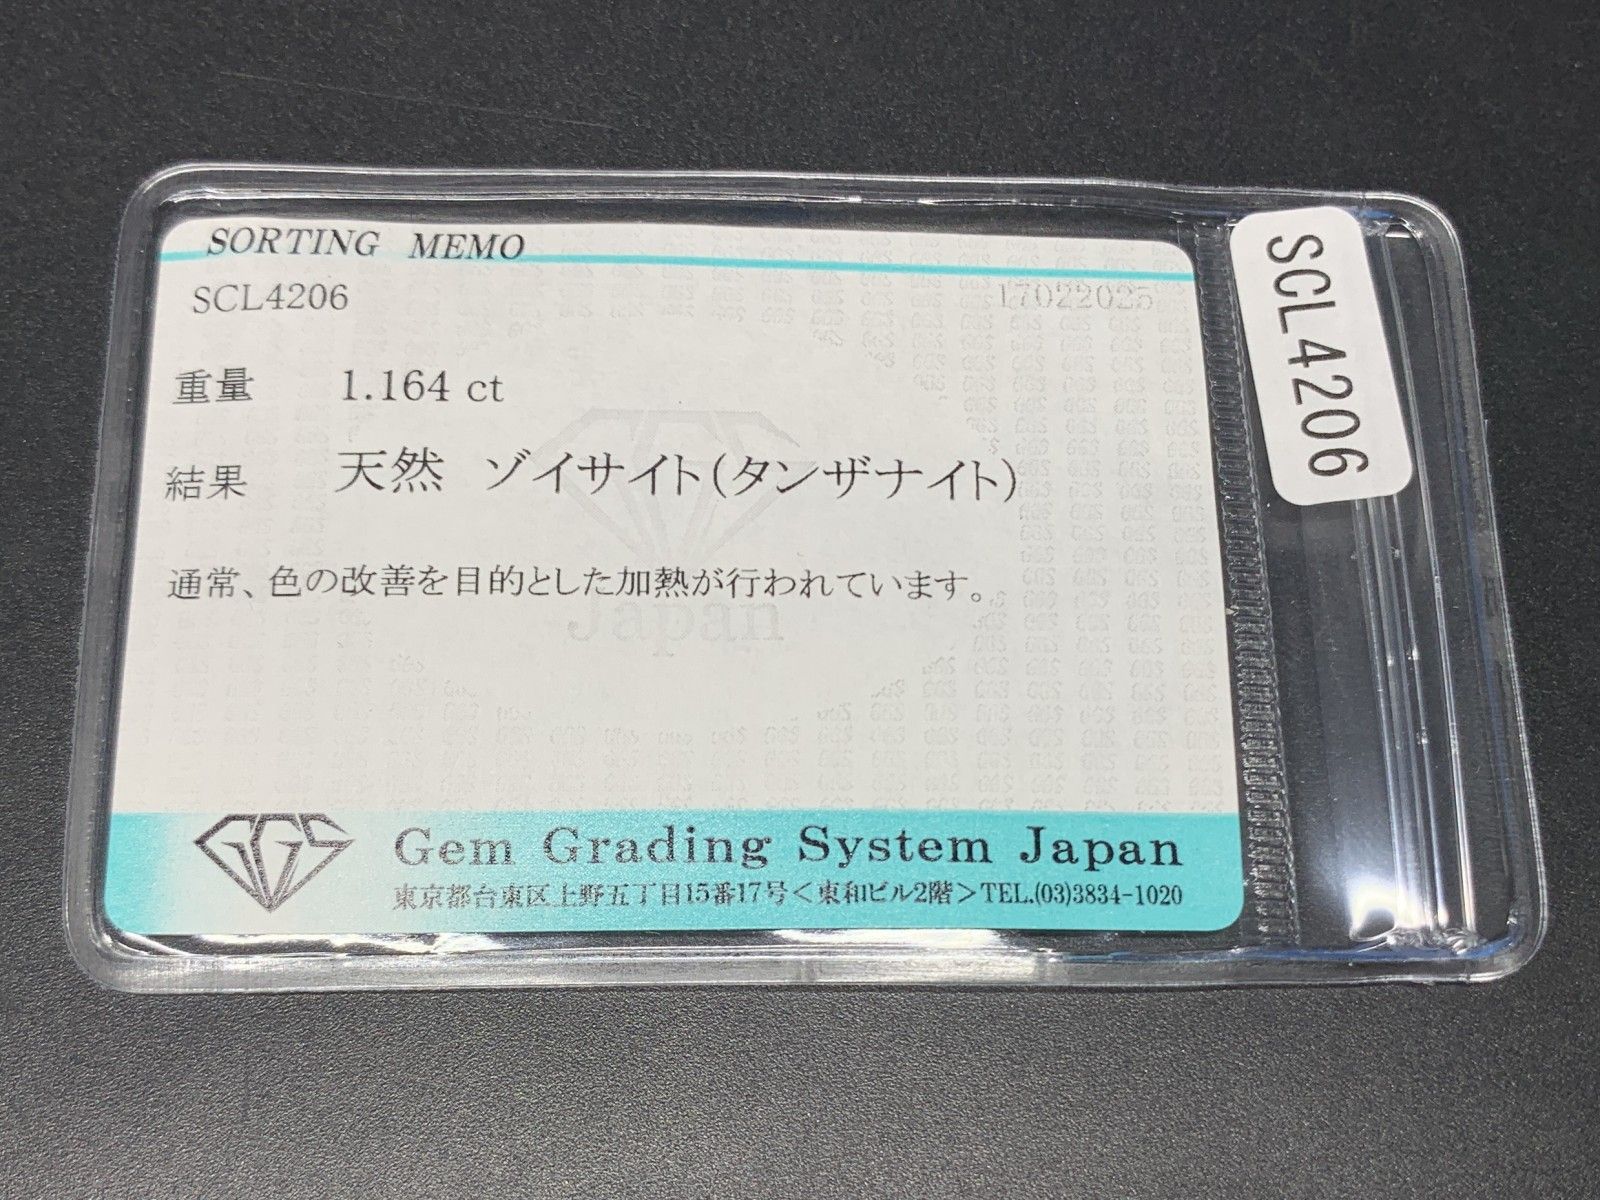 SORTING MEMO
SCL4206 17022025
重量 1.164 ct
結果 天然 ゾイサイト(タンザナイト)
通常、色の改善を目的とした加熱が行われています。
Japan
GGS Gem Grading System Japan
東京都台東区上野五丁目15番17号<東和ビル2階>TEL.(03)3834-1020
SCL4206